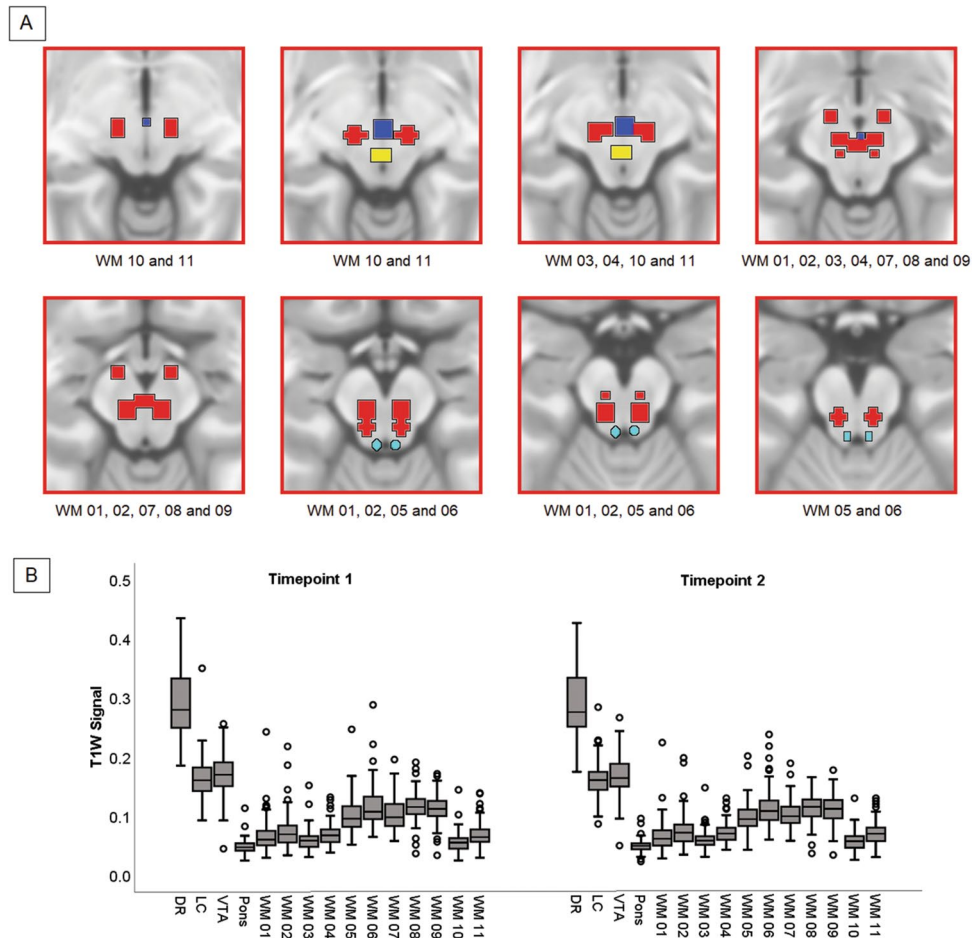 A
WM 10 and 11
WM 10 and 11
WM 03, 04, 10 and 11
WM 01, 02, 03, 04, 07, 08 and 09
WM 01, 02, 07, 08 and 09
WM 01, 02, 05 and 06
WM 01, 02, 05 and 06
WM 05 and 06
B
Timepoint 1
Timepoint 2
T1W Signal
0.5
0.4
0.3
0.2
0.1
0.0
DR
LC
VTA
Pons
WM 01
WM 02
WM 03
WM 04
WM 05
WM 06
WM 07
WM 08
WM 09
WM 10
WM 11
DR
LC
VTA
Pons
WM 01
WM 02
WM 03
WM 04
WM 05
WM 06
WM 07
WM 08
WM 09
WM 10
WM 11